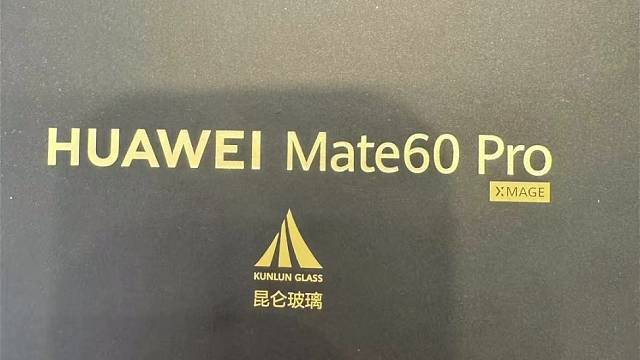 HUAWEI Mate60 Pro
XMAGE
KUNLUN GLASS
昆仑玻璃